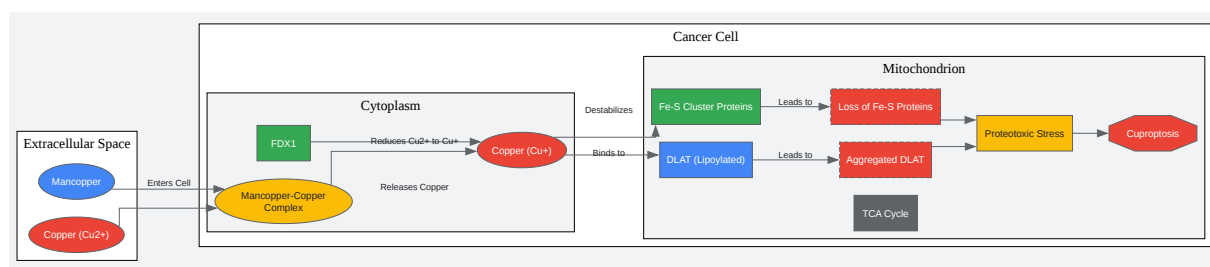 Cancer Cell
Mitochondrion
Cytoplasm
Extracellular Space
Mancopper
Copper (Cu2+)
Enters Cell
FDX1
Mancopper-Copper
Complex
Reduces Cu2+ to Cu+
Releases Copper
Copper (Cu+)
Destabilizes
Binds to
Fe-S Cluster Proteins
Leads to
Loss of Fe-S Proteins
DLAT (Lipoylated)
Leads to
Aggregated DLAT
Proteotoxic Stress
Cuproptosis
TCA Cycle